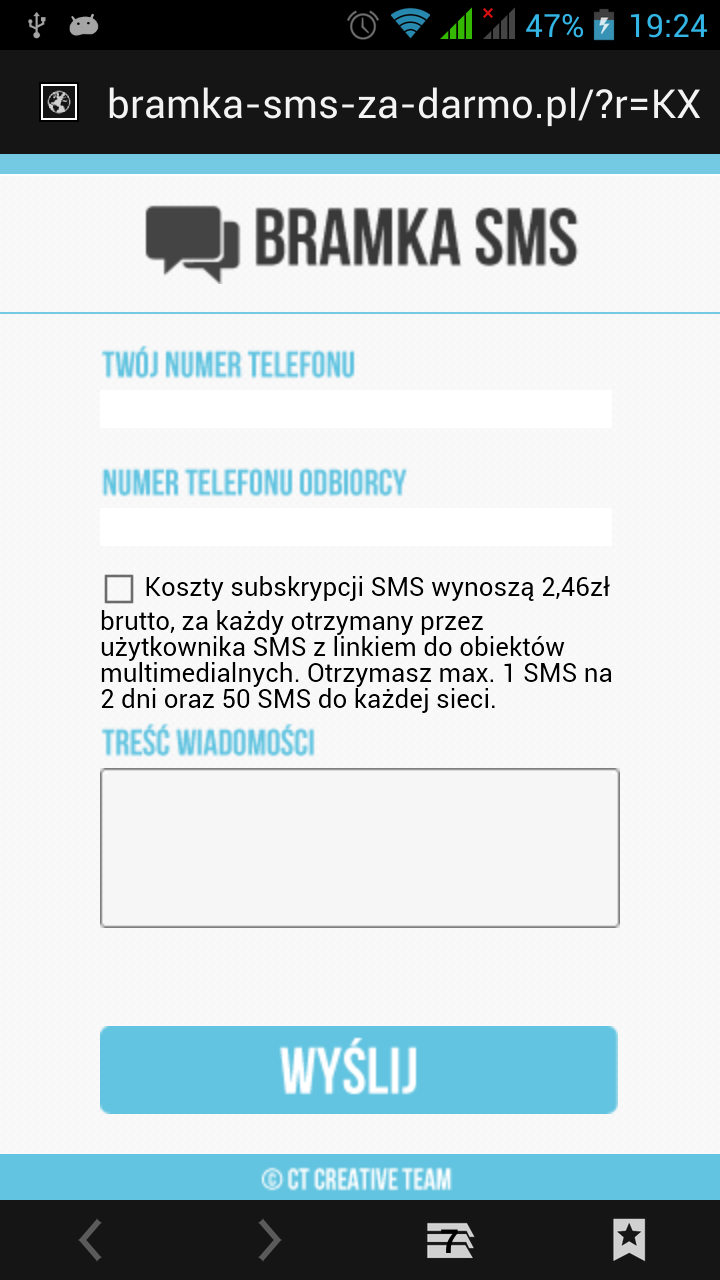 47% 19:24
bramka-sms-za-darmo.pl/?r=KX
BRAMKA SMS
TWÓJ NUMER TELEFONU
NUMER TELEFONU ODBIORCY
Koszty subskrypcji SMS wynoszą 2,46zł
brutto, za każdy otrzymany przez
użytkownika SMS z linkiem do obiektów
multimedialnych. Otrzymasz max. 1 SMS na
2 dni oraz 50 SMS do każdej sieci.
TREŚĆ WIADOMOŚCI
WYŚLIJ
© CT CREATIVE TEAM
7